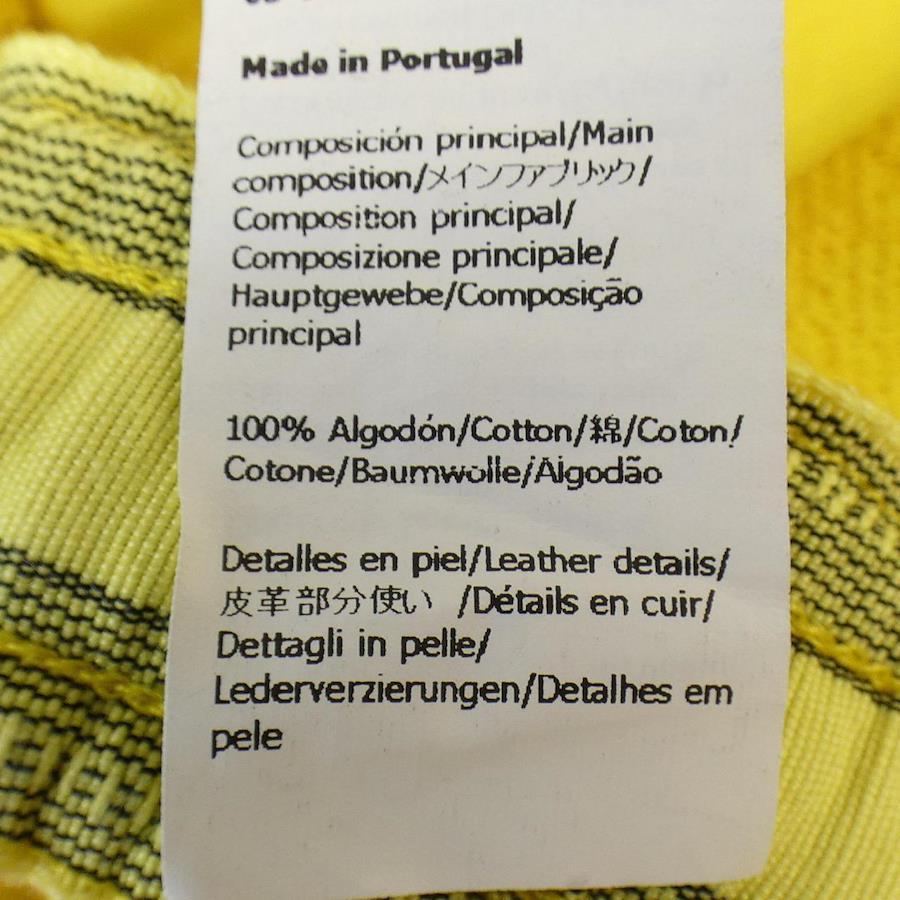 Made in Portugal
Composición principal/Main
composition/メインファブリック/
Composition principal/
Composizione principale/
Hauptgewebe/Composição
principal
100% Algodón/Cotton/綿/Coton/
Cotone/Baumwolle/Algodão
Detalles en piel/Leather details/
皮革部分使い /Détails en cuir/
Dettagli in pelle/
Lederverzierungen/Detalhes em
pele